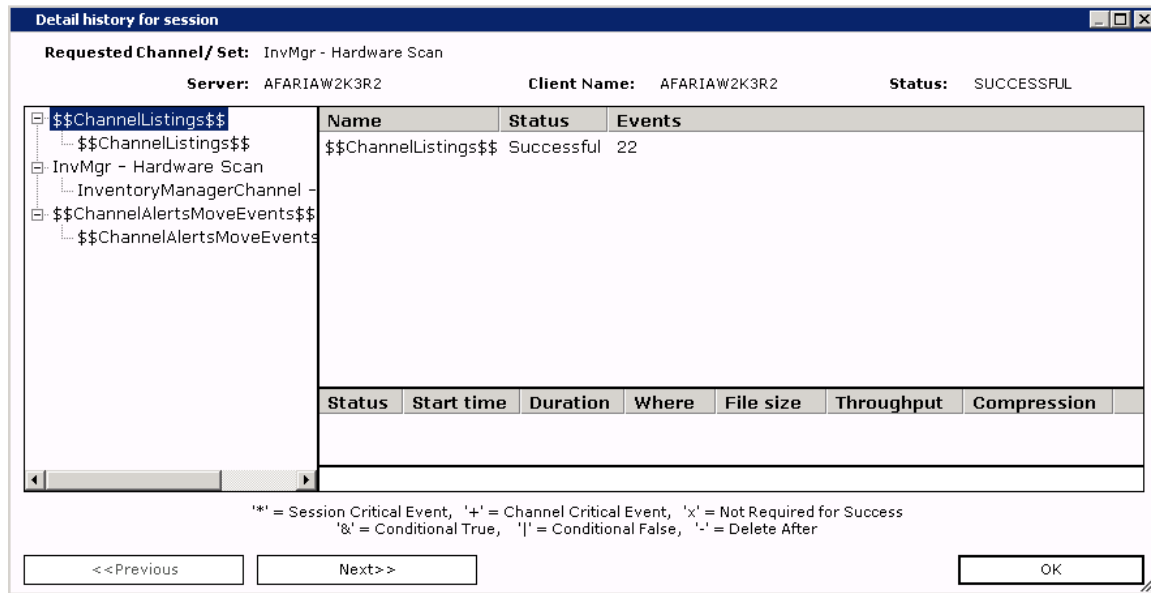 Detail history for session
Requested Channel/ Set: InvMgr - Hardware Scan
Server: AFARIAW2K3R2 Client Name: AFARIAW2K3R2 Status: SUCCESSFUL
$$ChannelListings$$
$$ChannelListings$$
InvMgr - Hardware Scan
InventoryManagerChannel -
$$ChannelAlertsMoveEvents$$
$$ChannelAlertsMoveEvents
Name Status Events
$$ChannelListings$$ Successful 22
Status Start time Duration Where File size Throughput Compression
'*' = Session Critical Event, '+' = Channel Critical Event, 'x' = Not Required for Success
'&' = Conditional True, '|' = Conditional False, '-' = Delete After
<<Previous Next>> OK